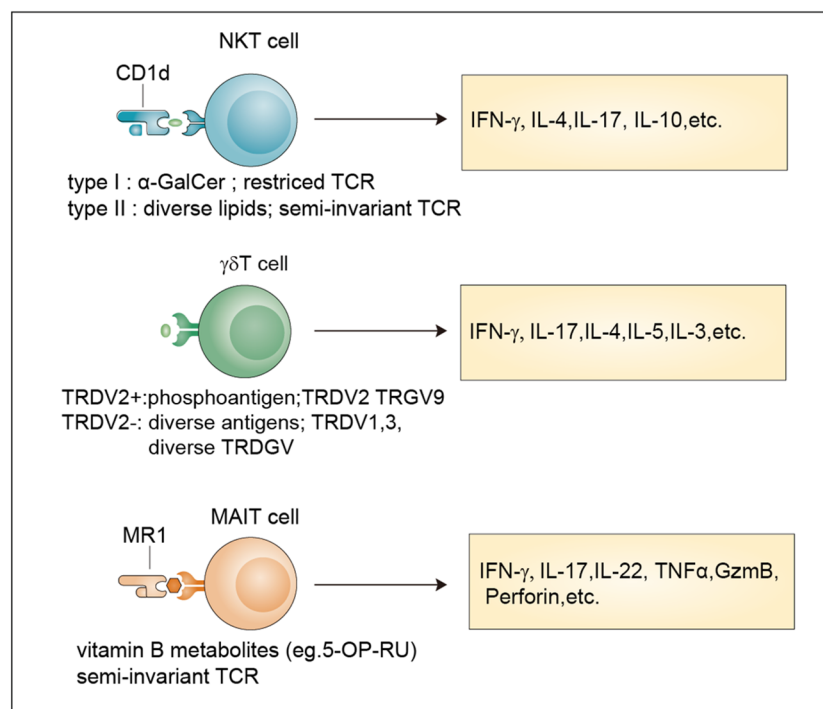 NKT cell
CD1d
IFN-γ, IL-4,IL-17, IL-10,etc.
type I : α-GalCer ; restriced TCR
type II : diverse lipids; semi-invariant TCR
γδT cell
IFN-γ, IL-17,IL-4,IL-5,IL-3,etc.
TRDV2+:phosphoantigen;TRDV2 TRGV9
TRDV2-: diverse antigens; TRDV1,3,
diverse TRDGV
MAIT cell
MR1
IFN-γ, IL-17,IL-22, TNFα,GzmB,
Perforin,etc.
vitamin B metabolites (eg.5-OP-RU)
semi-invariant TCR